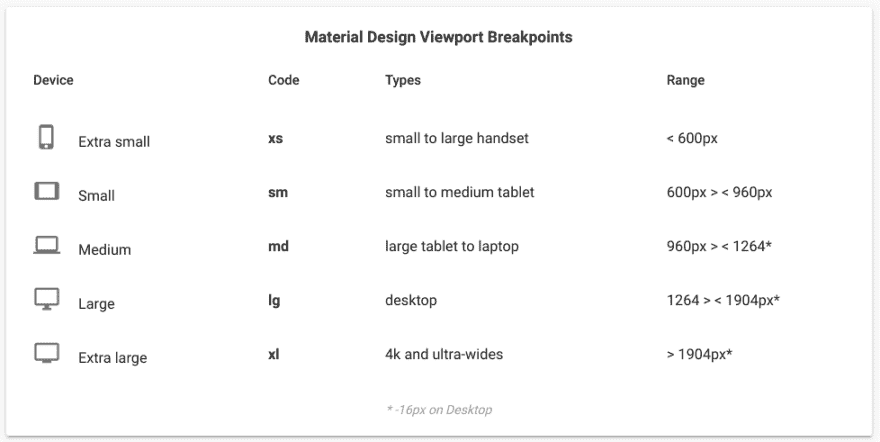 Material Design Viewport Breakpoints
Device Code Types Range
Extra small xs small to large handset < 600px
Small sm small to medium tablet 600px > < 960px
Medium md large tablet to laptop 960px > < 1264*
Large lg desktop 1264 > < 1904px*
Extra large xl 4k and ultra-wides > 1904px*
* -16px on Desktop